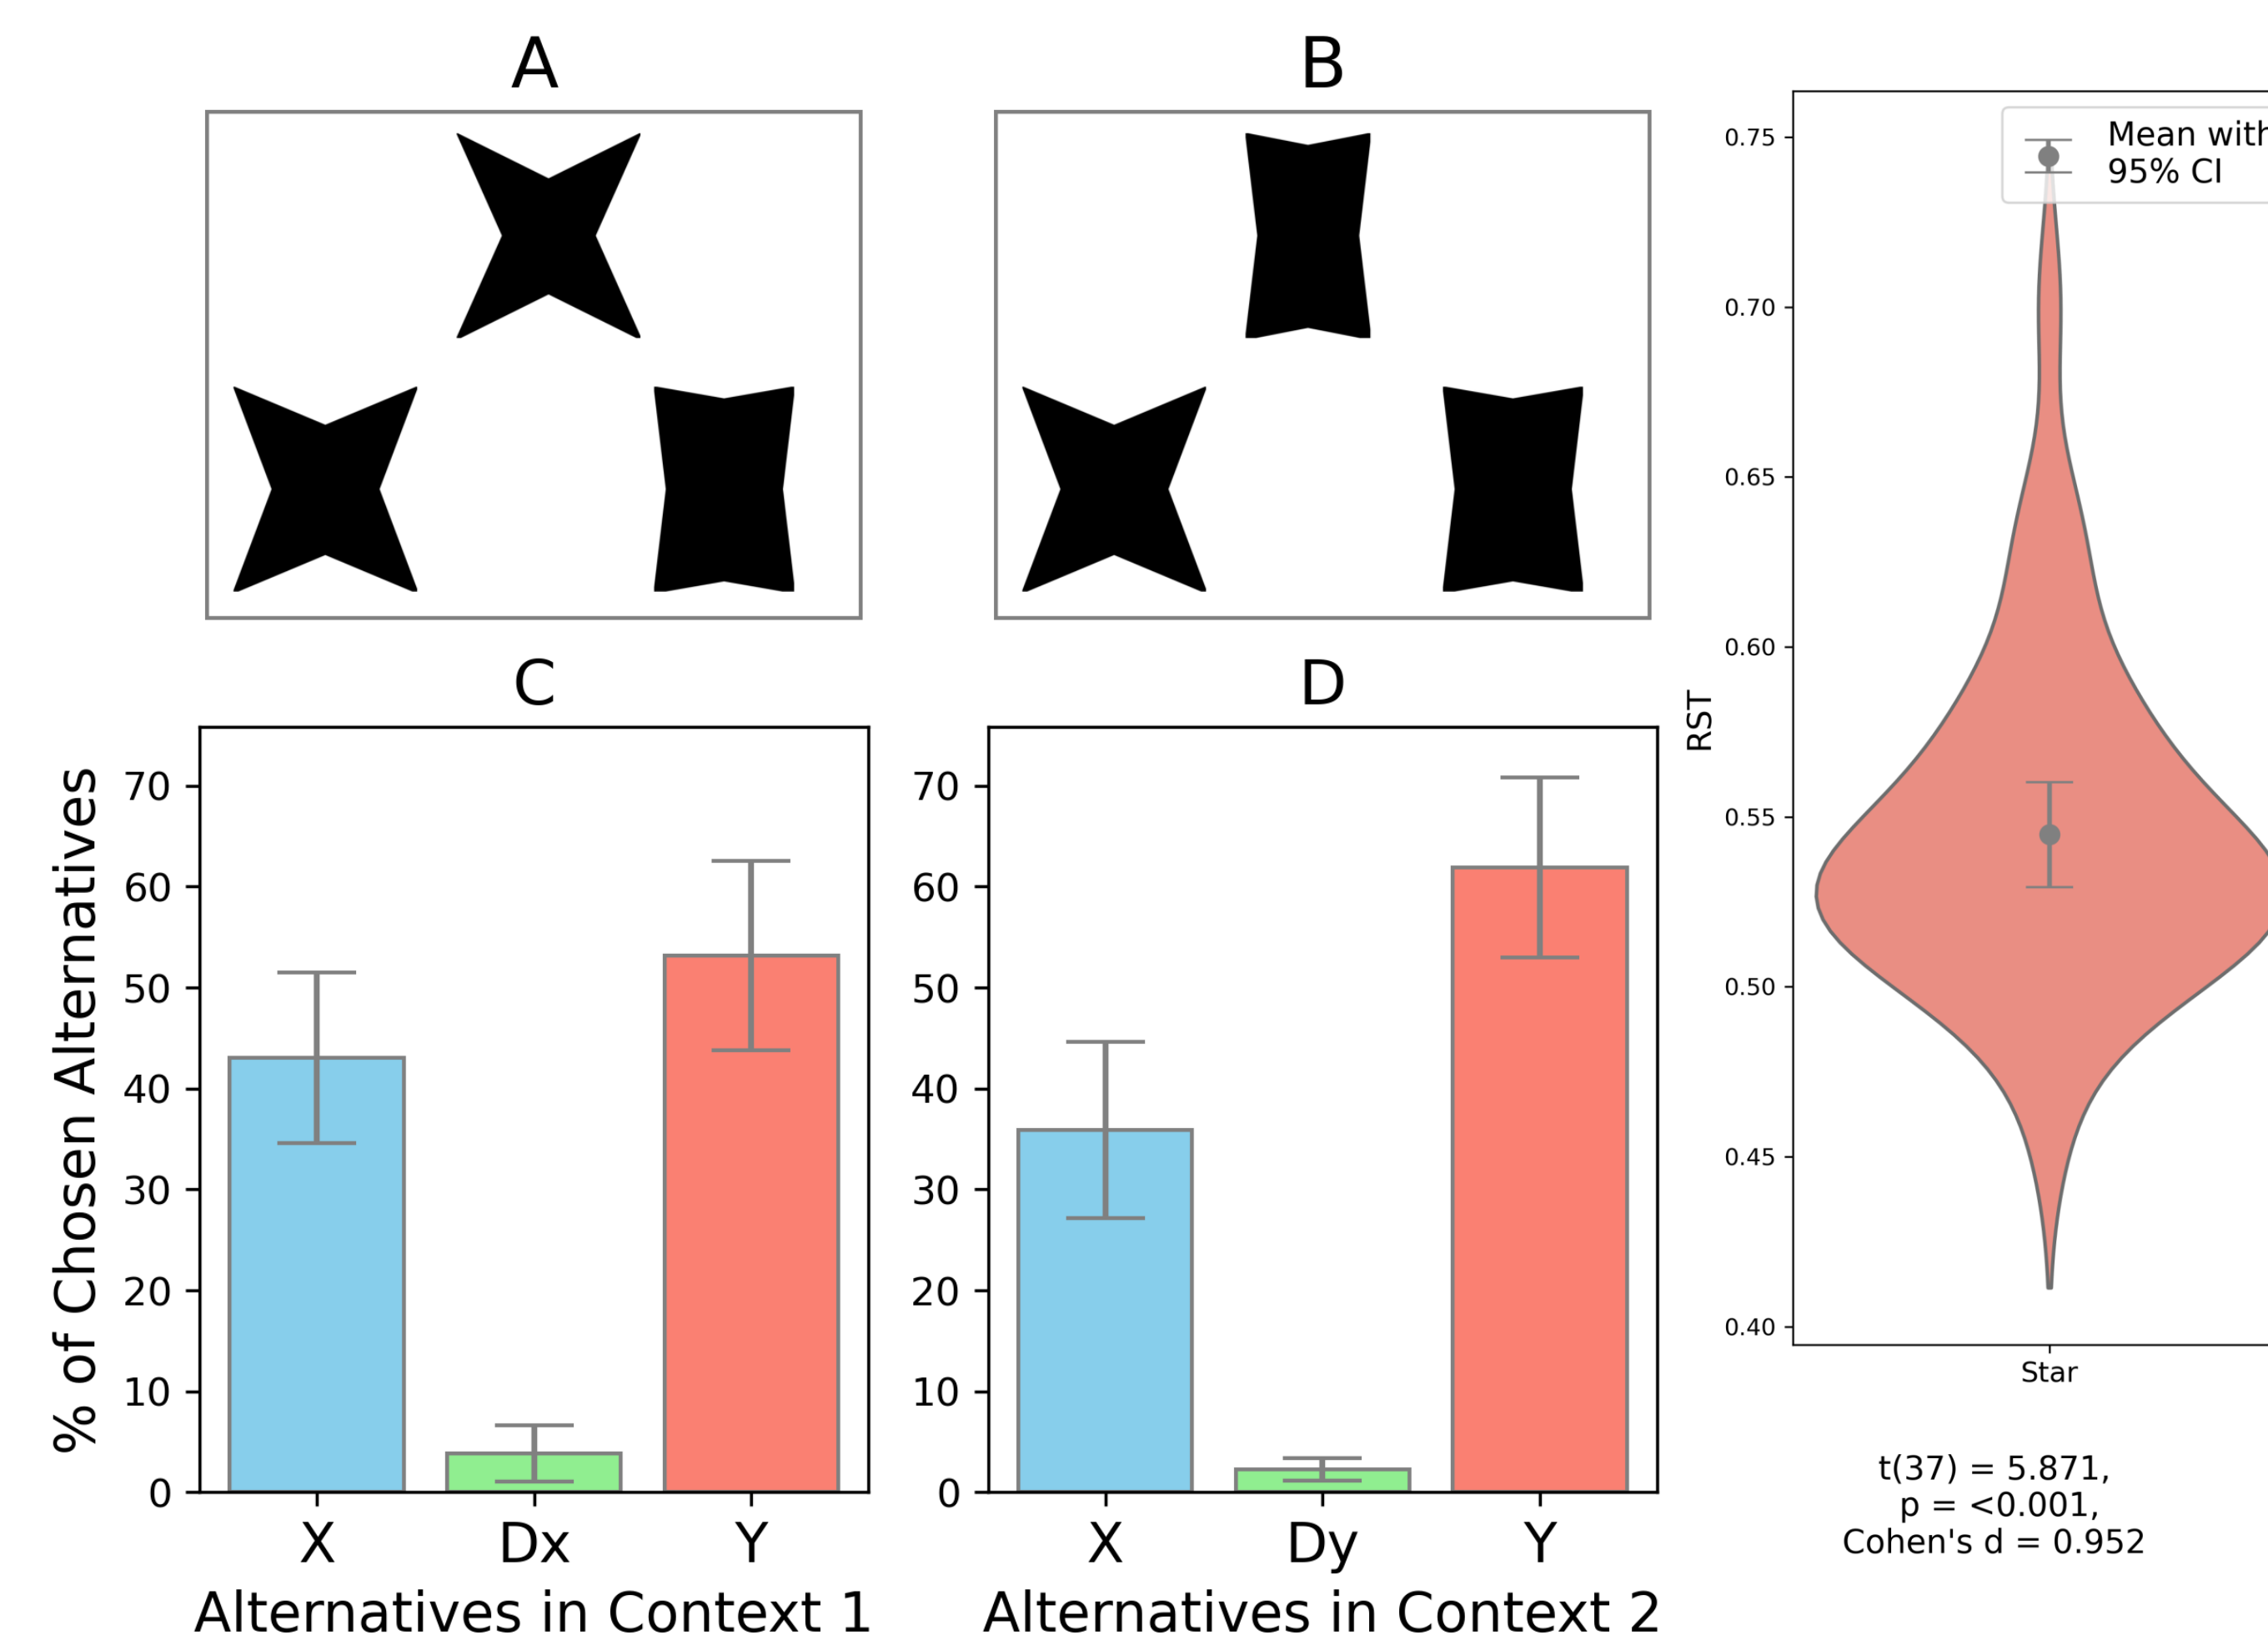 A
B
C
D
% of Chosen Alternatives
70
60
50
40
30
20
10
0
X
Dx
Y
Alternatives in Context 1
70
60
50
40
30
20
10
0
X
Dy
Y
Alternatives in Context 2
RST
0.75
0.70
0.65
0.60
0.55
0.50
0.45
0.40
Mean with
95% CI
Star
t(37) = 5.871,
p = <0.001,
Cohen's d = 0.952